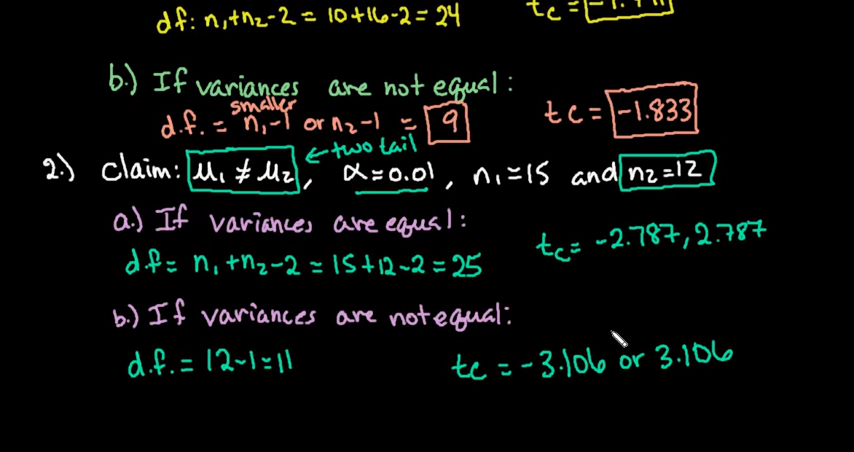 d.f: n₁+n₂-2 = 10+16-2 = 24 tc =
b.) If variances are not equal:
smaller
d.f. = n₁-1 or n₂-1 = 9 tc = -1.833
2.) Claim: μ₁ ≠ μ₂, ← two tail α=0.01, n₁=15 and n₂=12
a.) If variances are equal:
tc = -2.787, 2.787
d.f = n₁+n₂-2 = 15+12-2 = 25
b.) If variances are not equal:
d.f. = 12-1 = 11 tc = -3.106 or 3.106